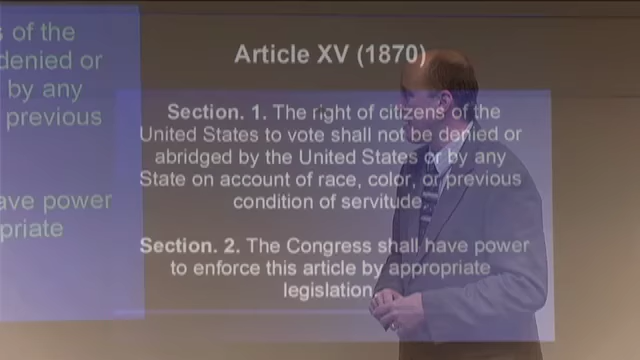 Article XV (1870)
Section. 1. The right of citizens of the
United States to vote shall not be denied or
abridged by the United States or by any
State on account of race, color, or previous
condition of servitude.
Section. 2. The Congress shall have power
to enforce this article by appropriate
legislation.
of the
denied or
by any
previous
power